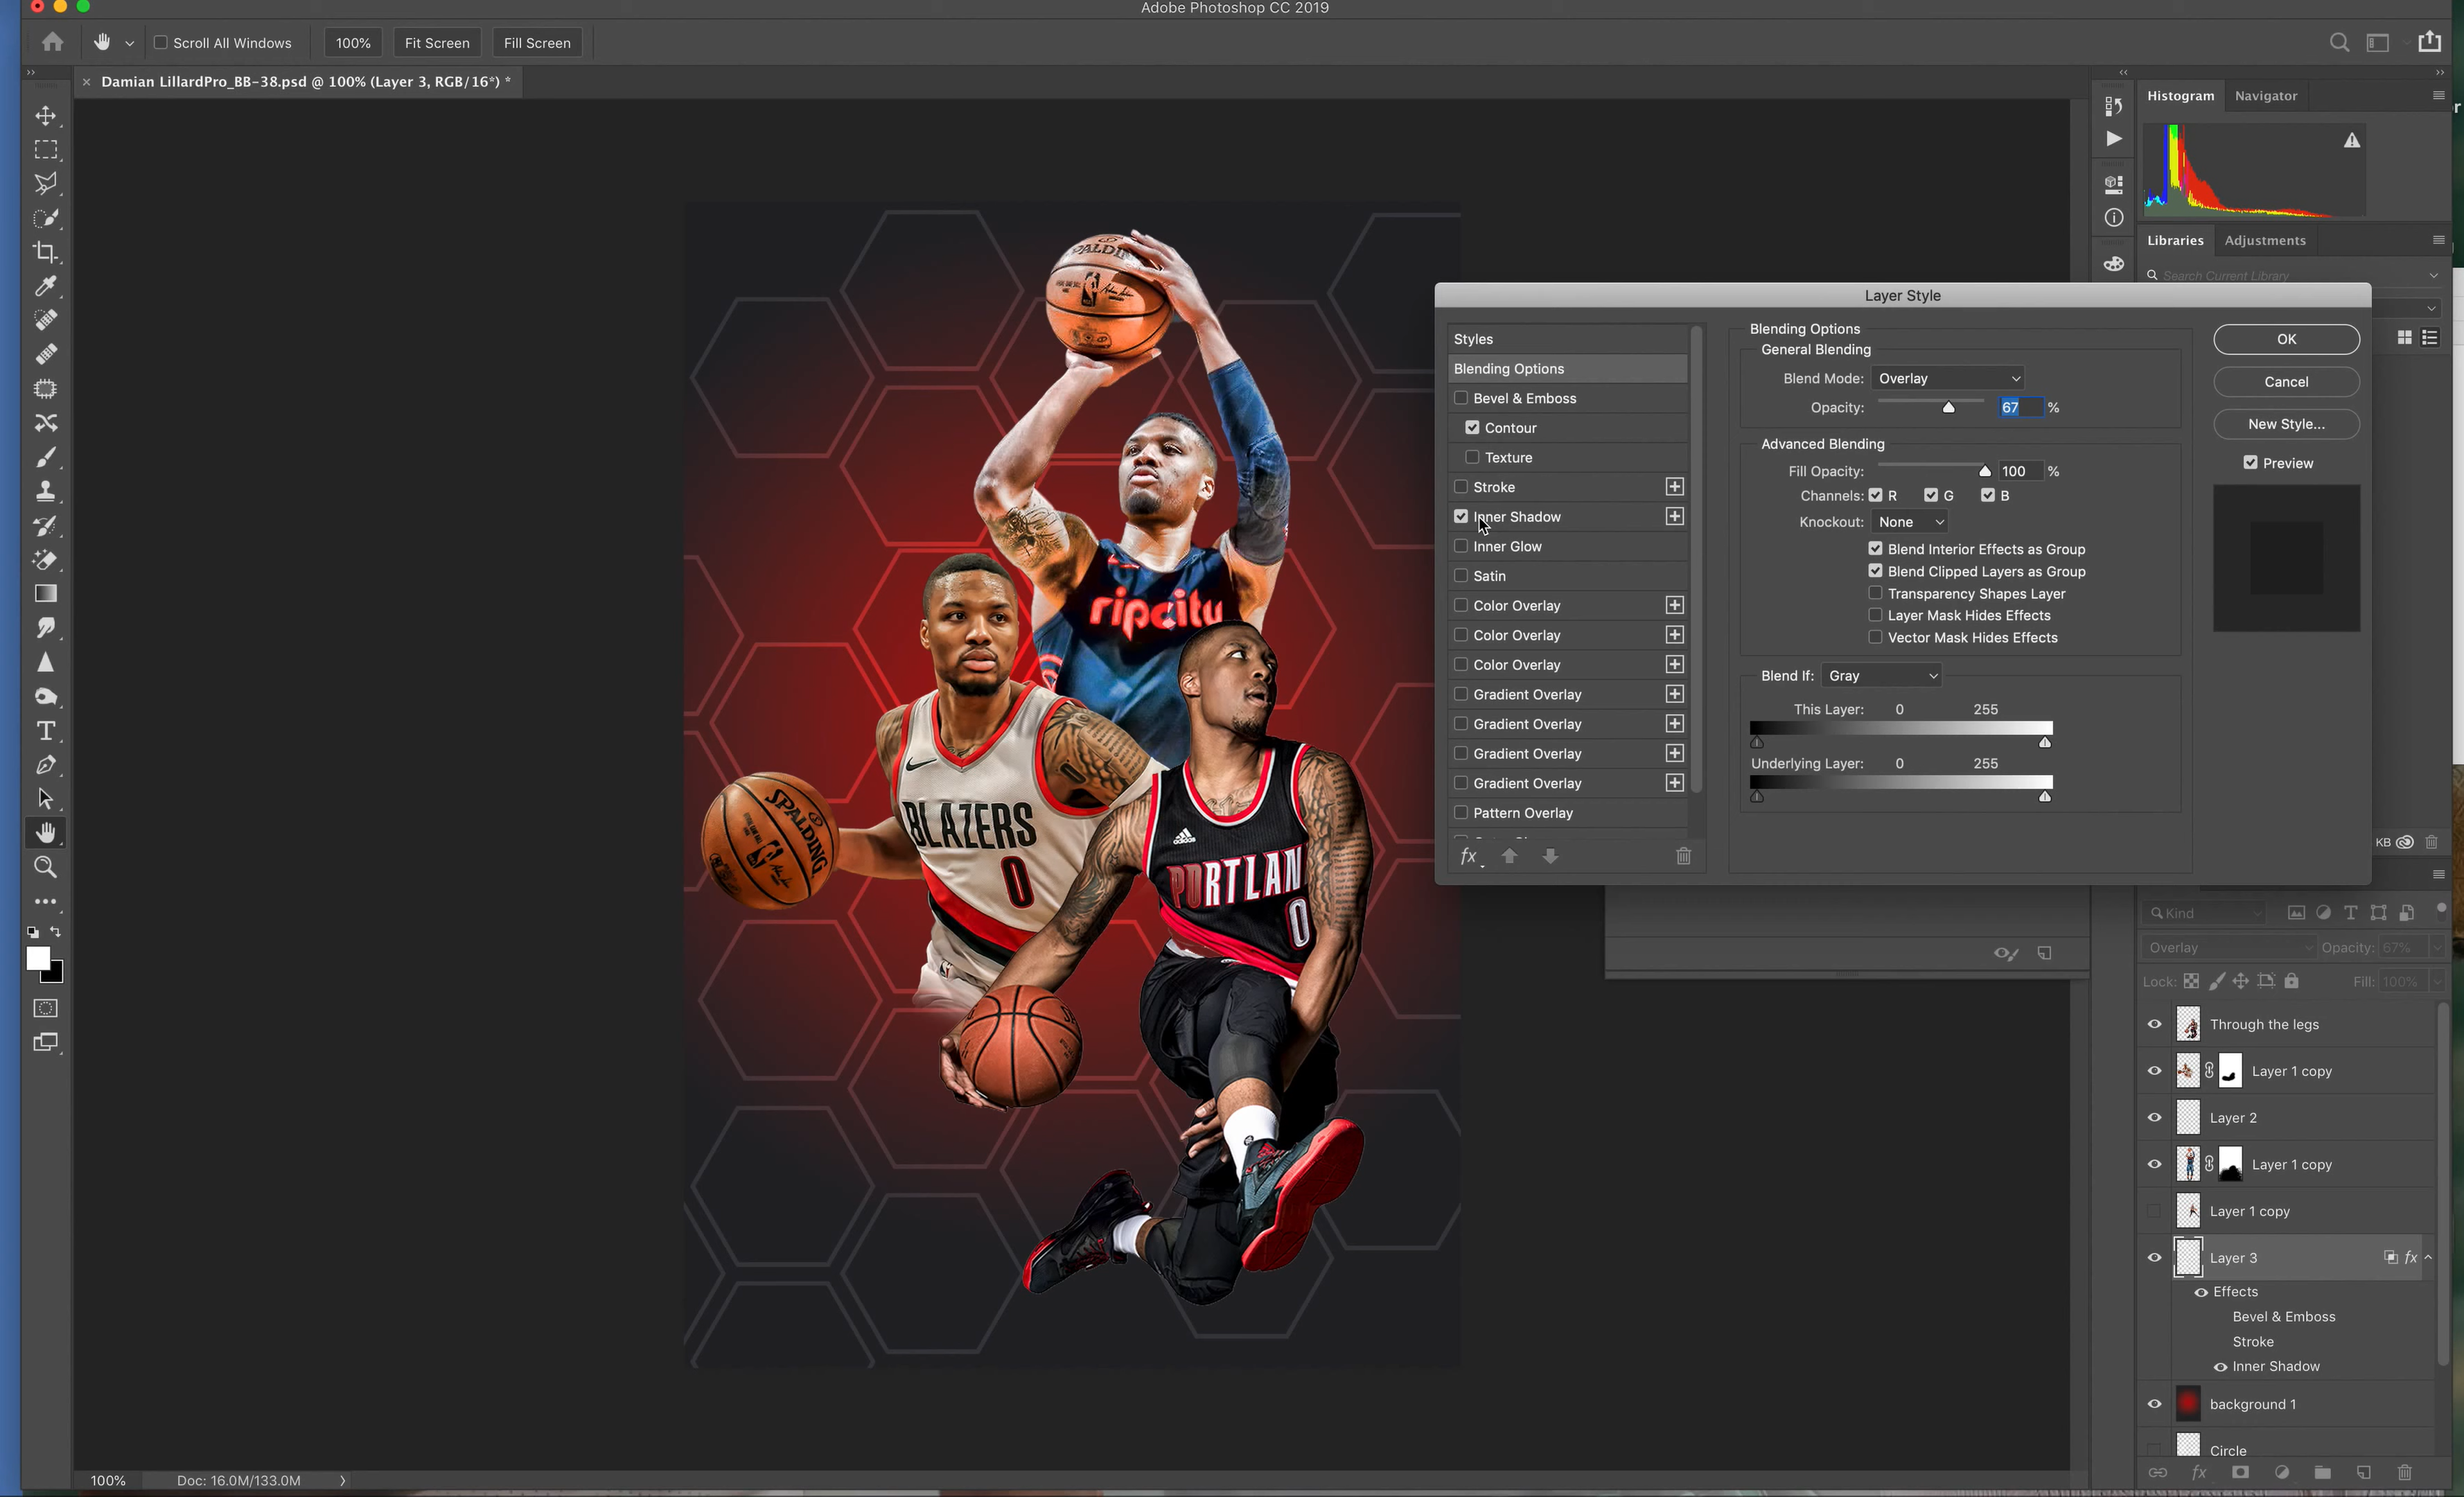 Adobe Photoshop CC 2019
Scroll All Windows
100%
Fit Screen
Fill Screen
Damian LillardPro_BB-38.psd @ 100% (Layer 3, RGB/16*) *
Histogram
Navigator
Libraries
Adjustments
Search Current Library
Layer Style
Styles
Blending Options
Bevel & Emboss
Contour
Texture
Stroke
Inner Shadow
Inner Glow
Satin
Color Overlay
Color Overlay
Color Overlay
Gradient Overlay
Gradient Overlay
Gradient Overlay
Gradient Overlay
Pattern Overlay
fx
Blending Options
General Blending
Blend Mode: Overlay
Opacity: 67 %
Advanced Blending
Fill Opacity: 100 %
Channels: R G B
Knockout: None
Blend Interior Effects as Group
Blend Clipped Layers as Group
Transparency Shapes Layer
Layer Mask Hides Effects
Vector Mask Hides Effects
Blend If: Gray
This Layer: 0 255
Underlying Layer: 0 255
OK
Cancel
New Style...
Preview
KB
SPALDING
ripcity
BLAZERS
0
SPALDING
adidas
PORTLAN
0
Kind
Overlay
Opacity: 67%
Lock:
Fill: 100%
Through the legs
Layer 1 copy
Layer 2
Layer 1 copy
Layer 1 copy
Layer 3
fx
Effects
Bevel & Emboss
Stroke
Inner Shadow
background 1
Circle
fx
100%
Doc: 16.0M/133.0M